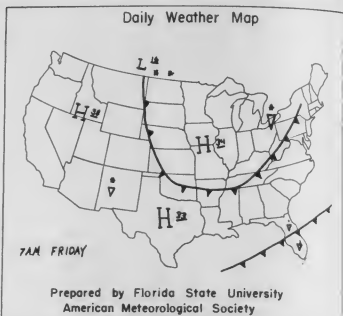 Daily Weather Map
L
H
H
H
7AM FRIDAY
Prepared by Florida State University
American Meteorological Society